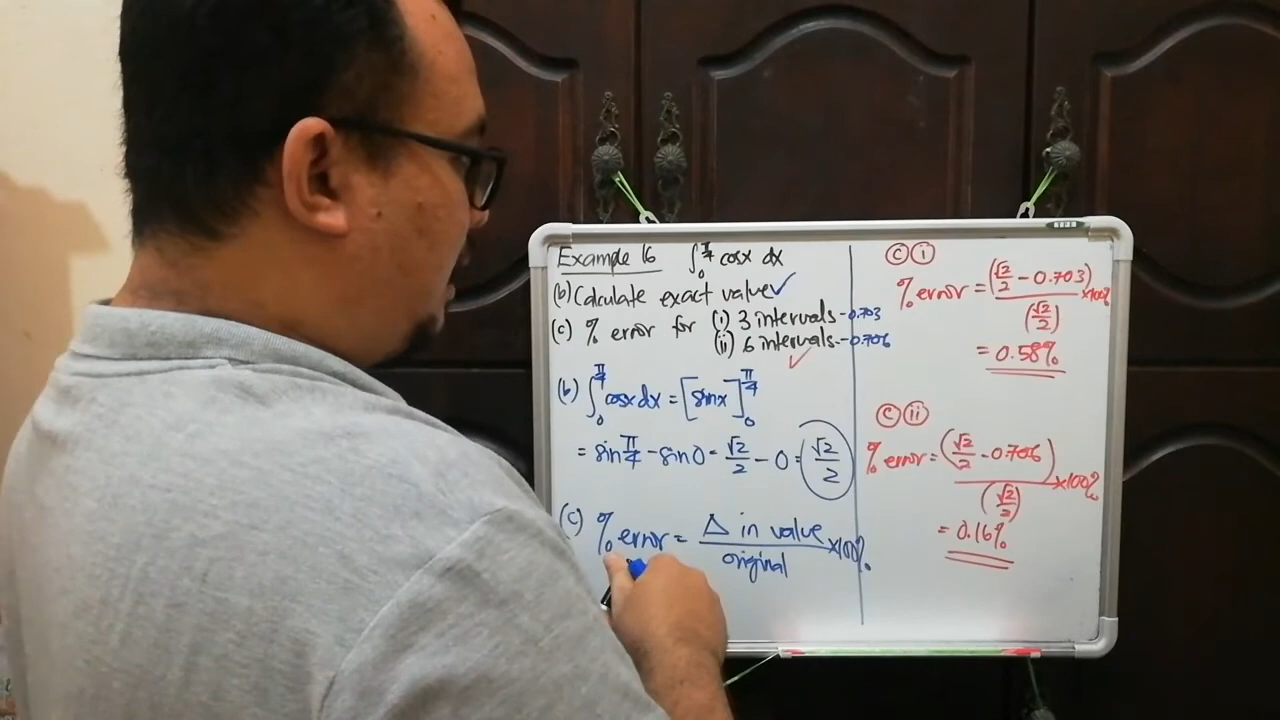 Example 16 ∫₀^(π/4) cosx dx
(b) Calculate exact value ✓
(c) % error for (i) 3 intervals - 0.703
(ii) 6 intervals - 0.706 ✓
(b) ∫₀^(π/4) cosx dx = [sinx]₀^(π/4)
= sin π/4 - sin 0 = √2/2 - 0 = √2/2
(c) % error = Δ in value / original × 100%
(c) (i)
% error = (√2/2 - 0.703) / (√2/2) × 100%
= 0.58%
(c) (ii)
% error = (√2/2 - 0.706) / (√2/2) × 100%
= 0.16%